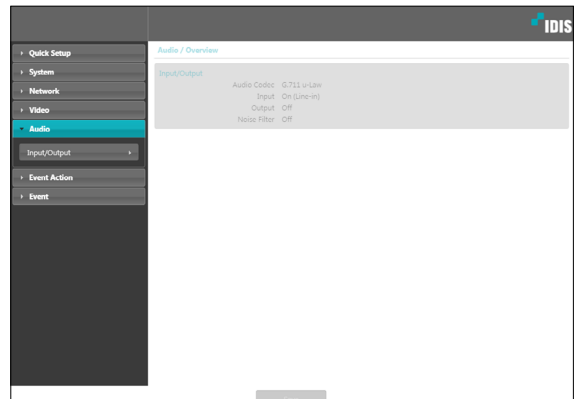 IDIS
Quick Setup
System
Network
Video
Audio
Input/Output
Event Action
Event
Audio / Overview
Input/Output
Audio Codec G.711 u-Law
Input On (Line-in)
Output Off
Noise Filter Off